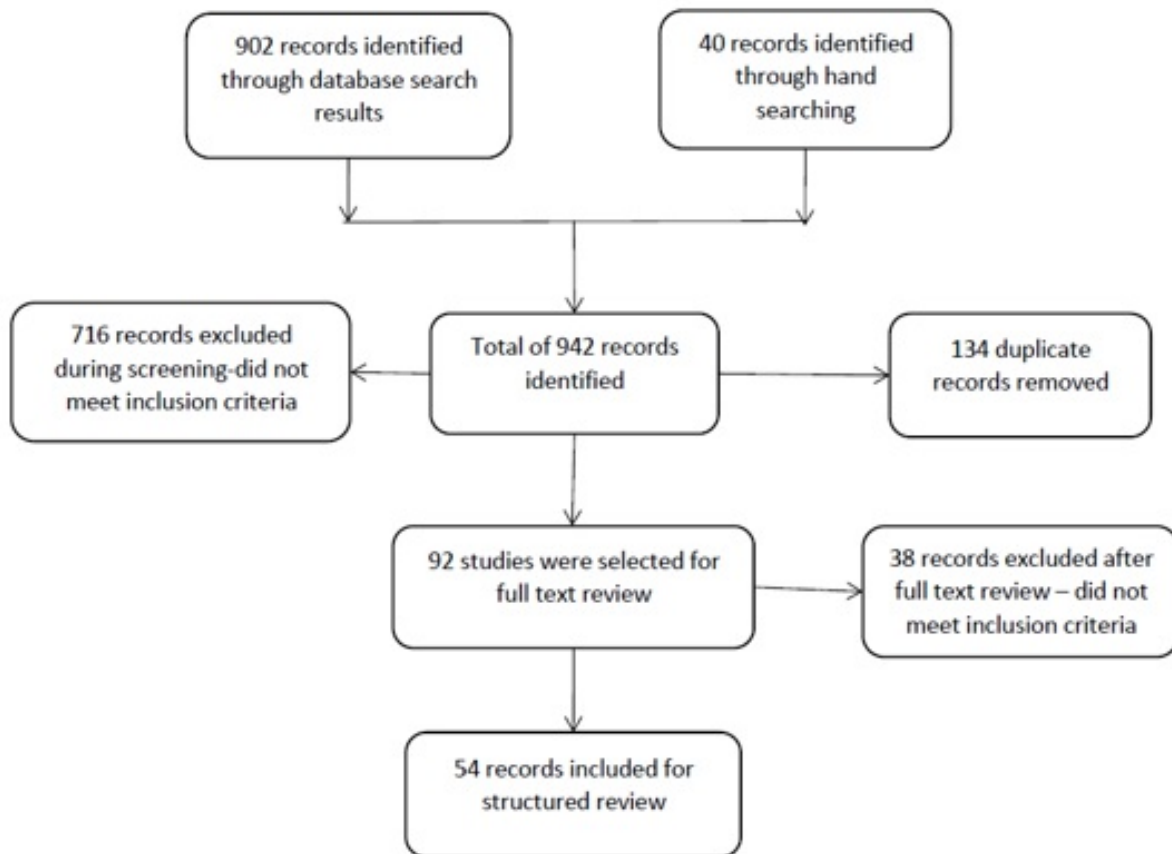 902 records identified
through database search
results
40 records identified
through hand
searching
716 records excluded
during screening-did not
meet inclusion criteria
Total of 942 records
identified
134 duplicate
records removed
92 studies were selected for
full text review
38 records excluded after
full text review – did not
meet inclusion criteria
54 records included for
structured review